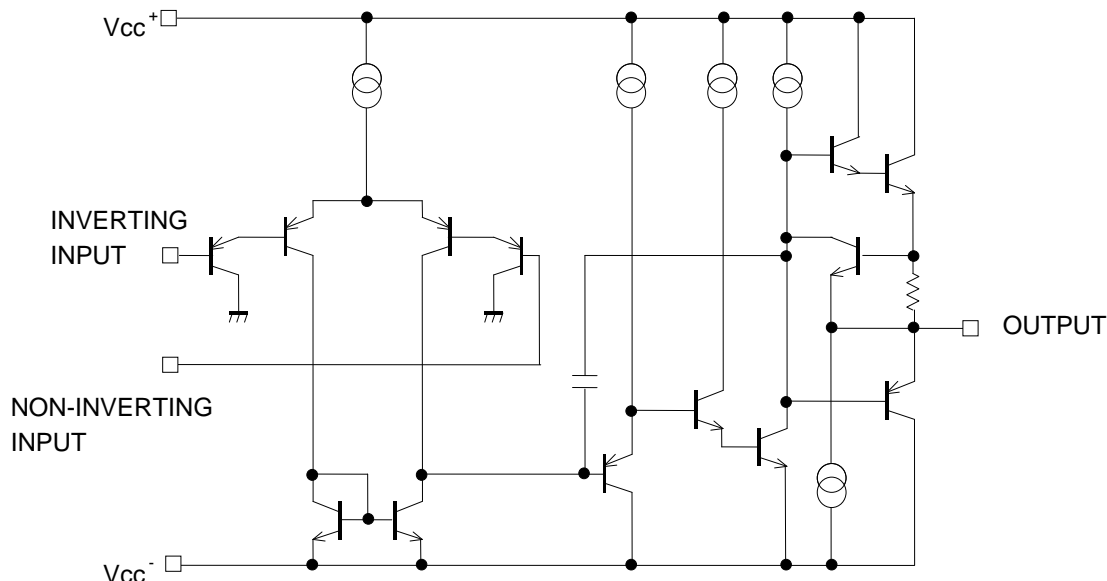 Vcc+
INVERTING
INPUT
OUTPUT
NON-INVERTING
INPUT
Vcc-